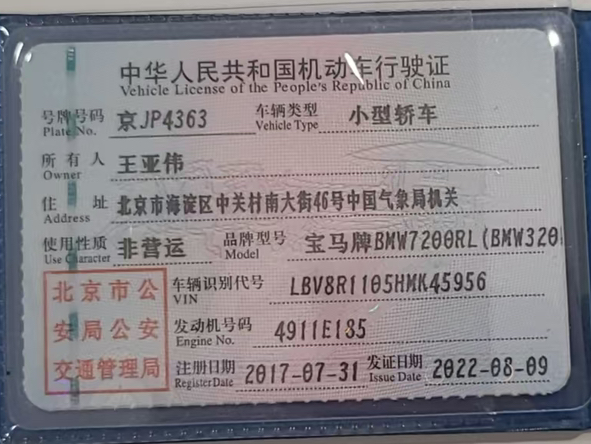 中华人民共和国机动车行驶证
Vehicle License of the People's Republic of China
号牌号码 Plate No. 京JP4363 车辆类型 Vehicle Type 小型轿车
所有人 Owner 王亚伟
住址 Address 北京市海淀区中关村南大街46号中国气象局机关
使用性质 Use Character 非营运 品牌型号 Model 宝马牌BMW7200RL(BMW320
北京市公
安局公安
交通管理局
车辆识别代号 VIN LBV8R1105HMK45956
发动机号码 Engine No. 4911E135
注册日期 Register Date 2017-07-31 发证日期 Issue Date 2022-08-09